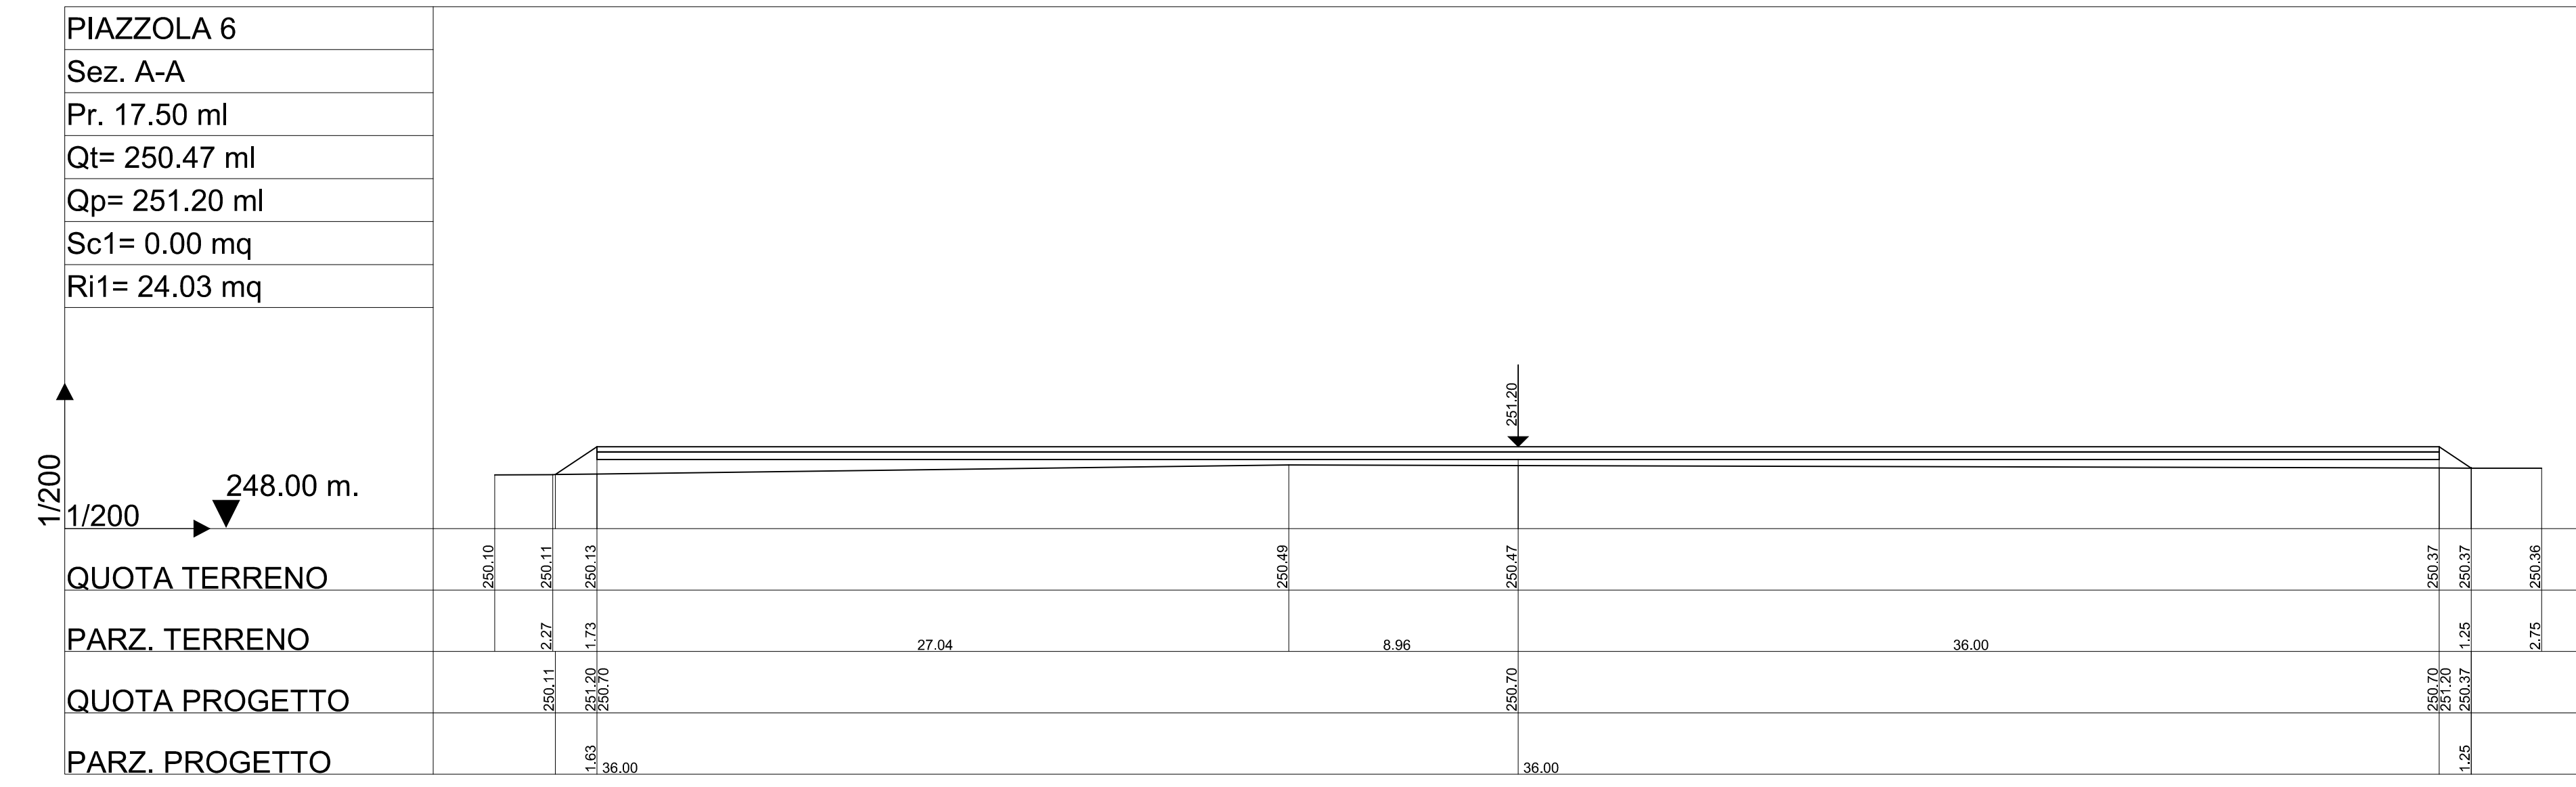 PIAZZOLA 6
Sez. A-A
Pr. 17.50 ml
Qt= 250.47 ml
Qp= 251.20 ml
Sc1= 0.00 mq
Ri1= 24.03 mq
251.20
1/200
248.00 m.
1/200
QUOTA TERRENO 250.10 250.11 250.13 250.49 250.47 250.37 250.37 250.36
PARZ. TERRENO 2.27 1.73 27.04 8.96 36.00 1.25 2.75
QUOTA PROGETTO 250.11 251.20 250.70 250.70 250.70 251.20 250.37
PARZ. PROGETTO 1.63 36.00 36.00 1.25